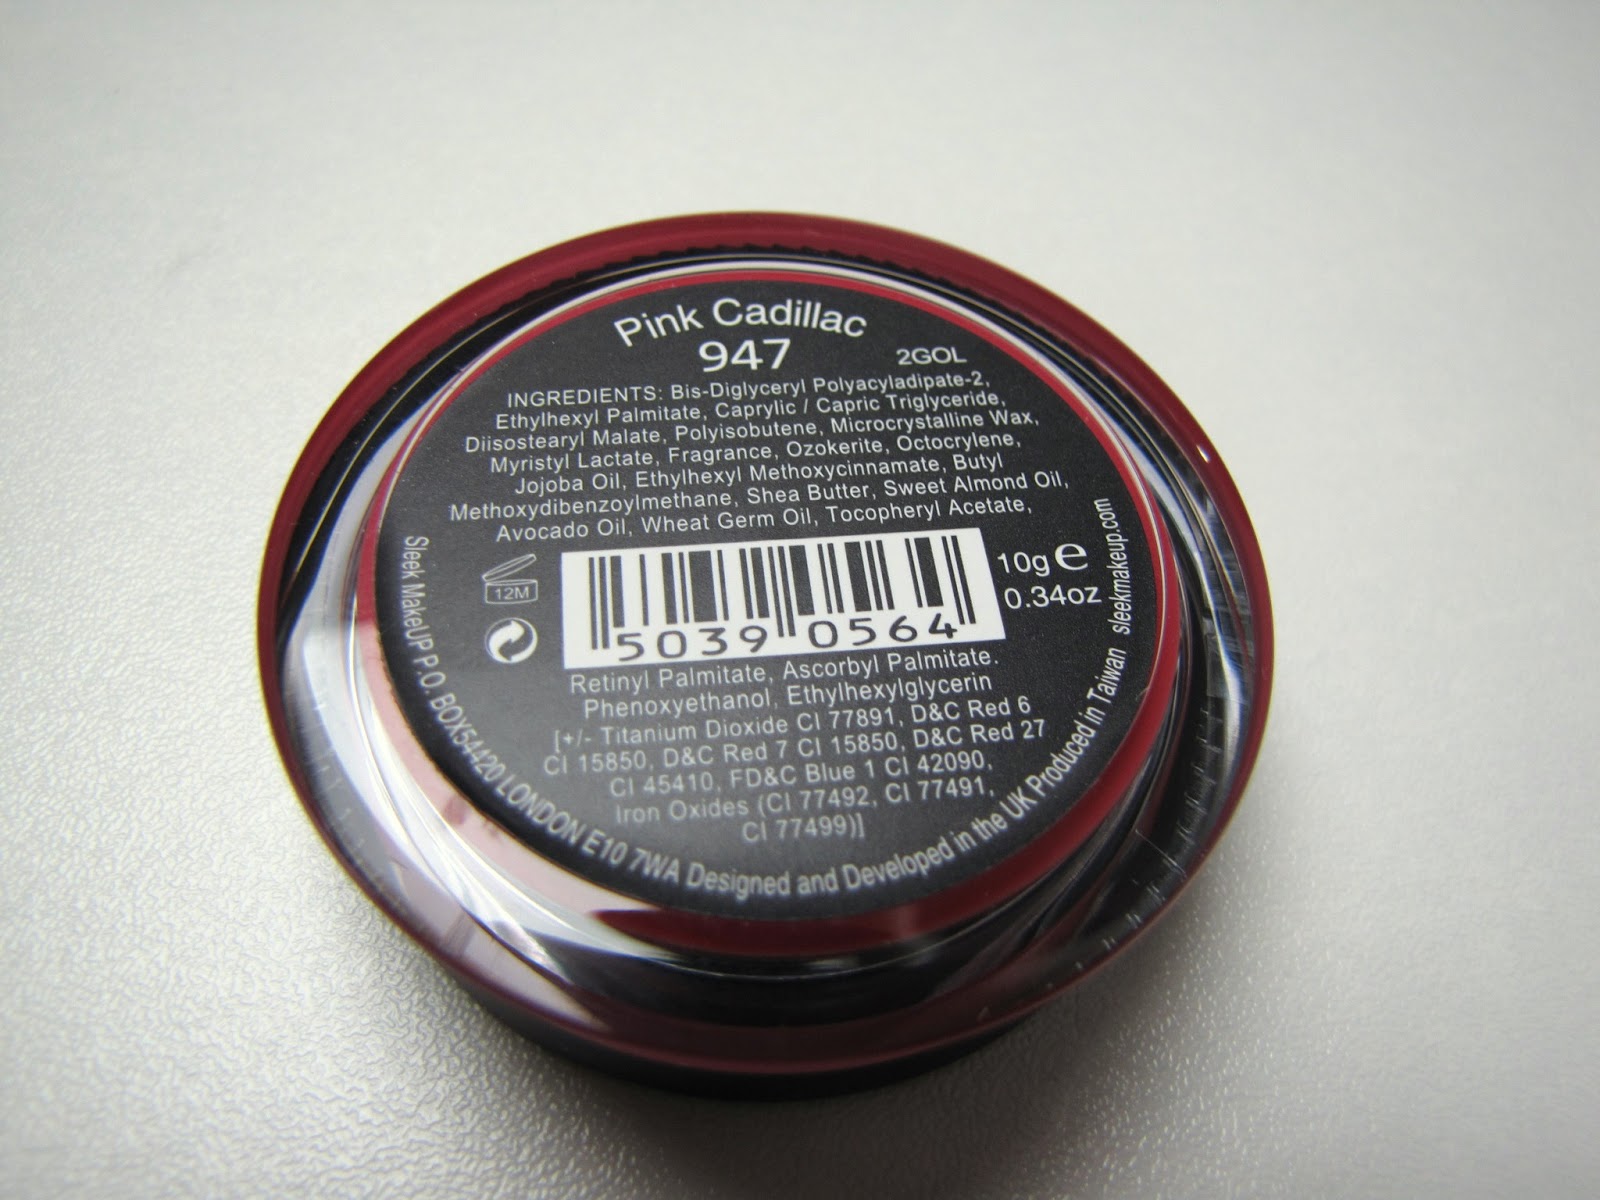 Pink Cadillac
947
2GOL
INGREDIENTS: Bis-Diglyceryl Polyacyladipate-2,
Ethylhexyl Palmitate, Caprylic / Capric Triglyceride,
Diisostearyl Malate, Polyisobutene, Microcrystalline Wax,
Myristyl Lactate, Fragrance, Ozokerite, Octocrylene,
Jojoba Oil, Ethylhexyl Methoxycinnamate, Butyl
Methoxydibenzoylmethane, Shea Butter, Sweet Almond Oil,
Avocado Oil, Wheat Germ Oil, Tocopheryl Acetate,
12M
5039 0564
10g e
0.34oz
Retinyl Palmitate, Ascorbyl Palmitate.
Phenoxyethanol, Ethylhexylglycerin
[+/- Titanium Dioxide CI 77891, D&C Red 6
CI 15850, D&C Red 7 CI 15850, D&C Red 27
CI 45410, FD&C Blue 1 CI 42090,
Iron Oxides (CI 77492, CI 77491,
CI 77499)]
Sleek MakeUP P.O. BOX54420 LONDON E10 7WA Designed and Developed in the UK Produced in Taiwan sleekmakeup.com